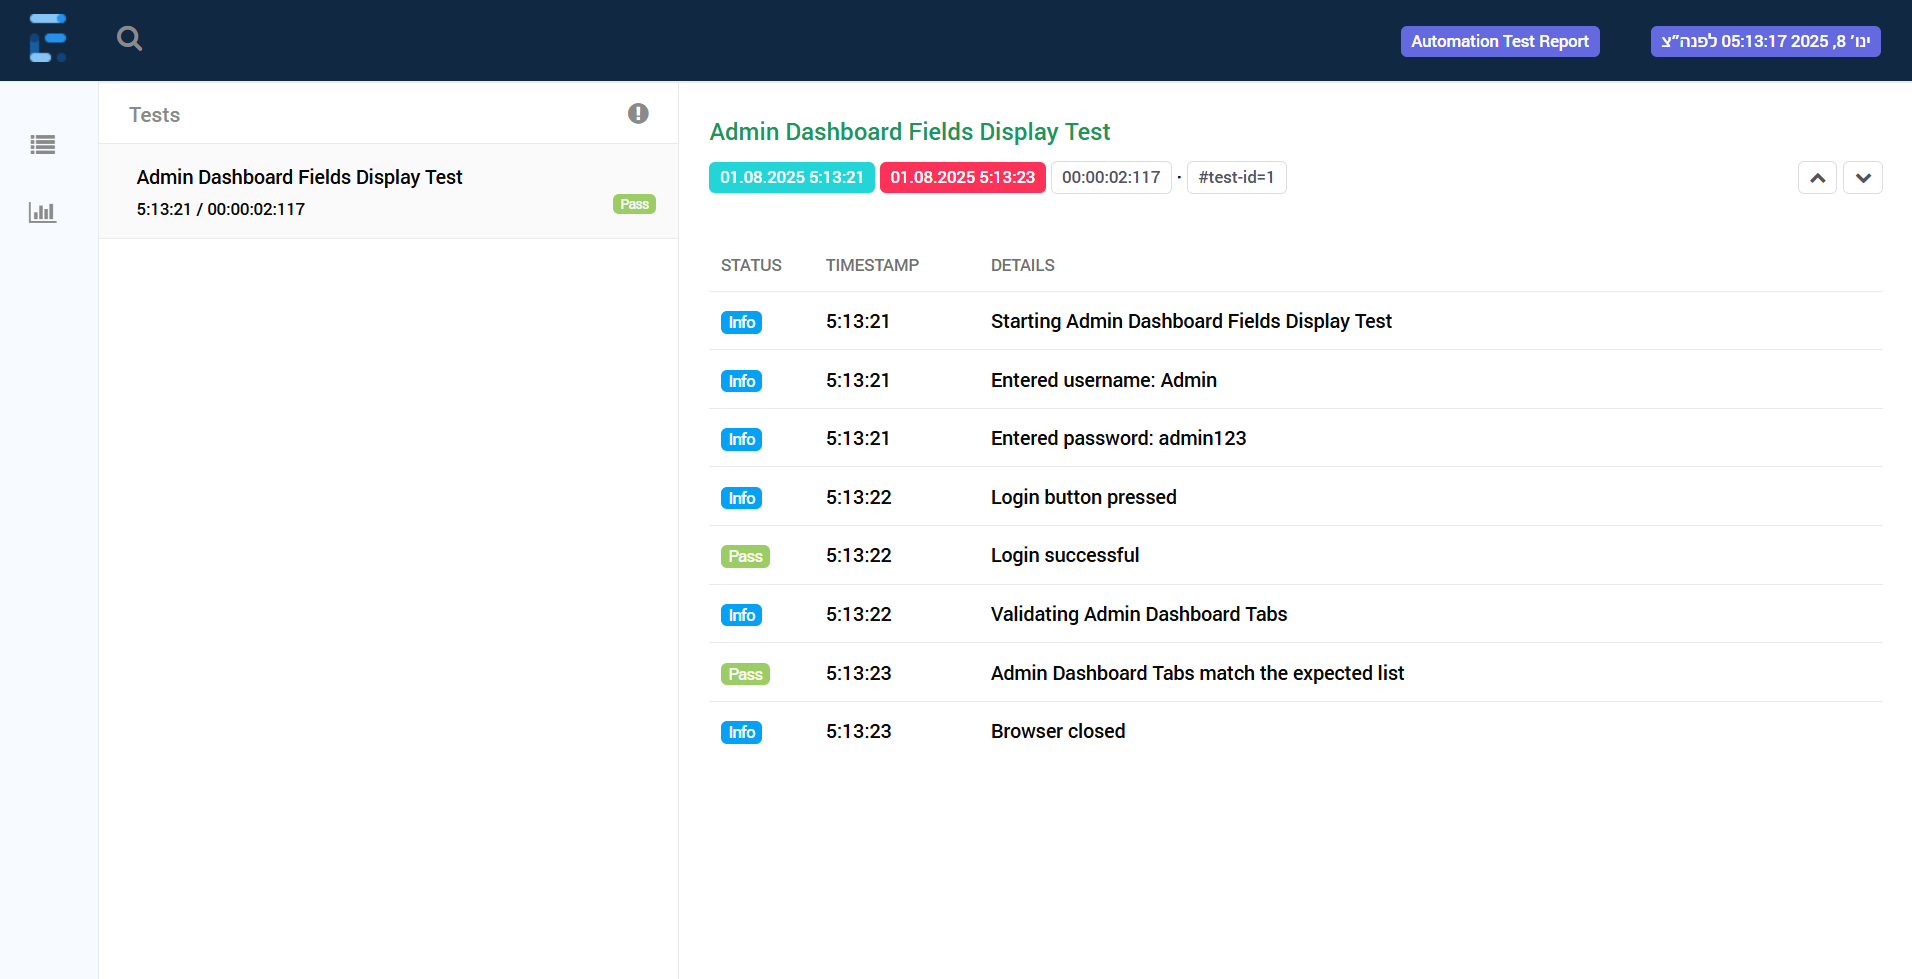 Automation Test Report
ינו׳ 8, 2025 05:13:17 לפנה״צ
Tests
Admin Dashboard Fields Display Test
5:13:21 / 00:00:02:117
Pass
Admin Dashboard Fields Display Test
01.08.2025 5:13:21 01.08.2025 5:13:23 00:00:02:117 · #test-id=1
STATUS TIMESTAMP DETAILS
Info 5:13:21 Starting Admin Dashboard Fields Display Test
Info 5:13:21 Entered username: Admin
Info 5:13:21 Entered password: admin123
Info 5:13:22 Login button pressed
Pass 5:13:22 Login successful
Info 5:13:22 Validating Admin Dashboard Tabs
Pass 5:13:23 Admin Dashboard Tabs match the expected list
Info 5:13:23 Browser closed